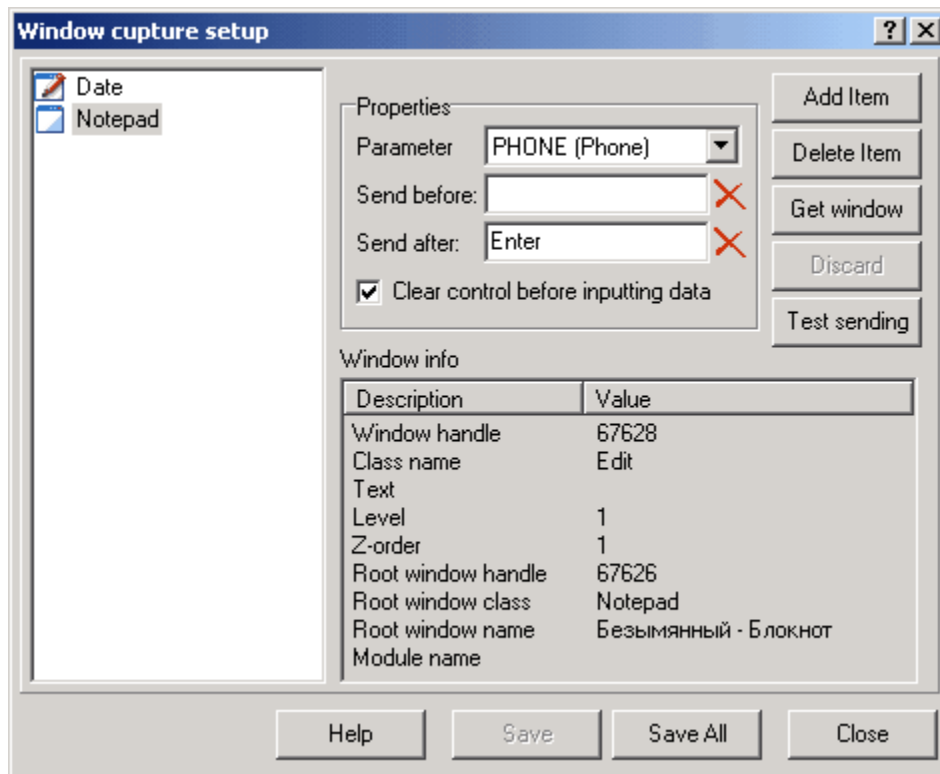 Window cupture setup
Date
Notepad
Properties
Parameter PHONE (Phone)
Send before:
Send after: Enter
Clear control before inputting data
Add Item
Delete Item
Get window
Discard
Test sending
Window info
Description Value
Window handle 67628
Class name Edit
Text
Level 1
Z-order 1
Root window handle 67626
Root window class Notepad
Root window name Безымянный - Блокнот
Module name
Help Save Save All Close